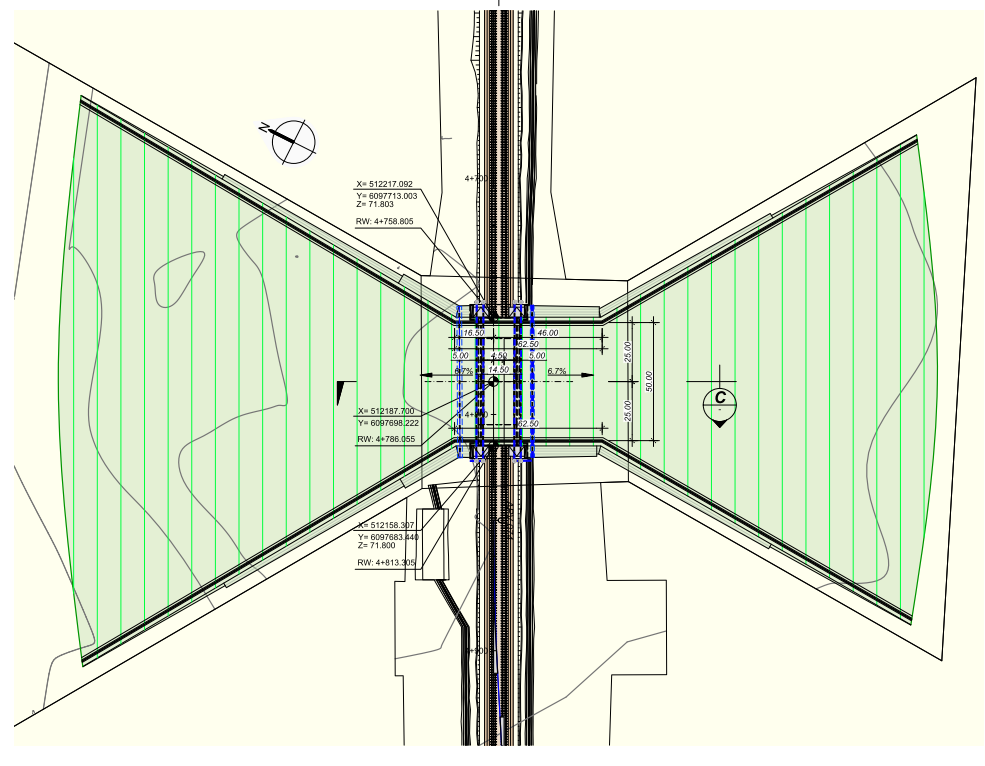 N
4+700
X= 512217.092
Y= 6097713.003
Z= 71.803
RW: 4+758.805
16.50
46.00
62.50
5.00
4.50
5.00
25.00
6.7%
14.50
6.7%
50.00
C
-
X= 512187.700
Y= 6097698.222
RW: 4+786.055
62.50
25.00
X= 512158.307
Y= 6097683.440
Z= 71.800
RW: 4+813.305